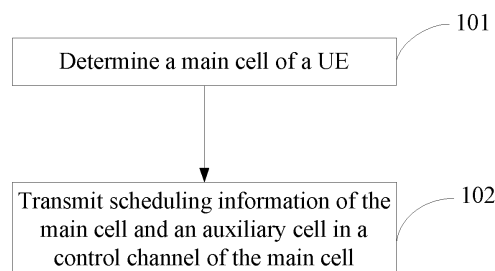 101
Determine a main cell of a UE
Transmit scheduling information of the
main cell and an auxiliary cell in a
control channel of the main cell
102